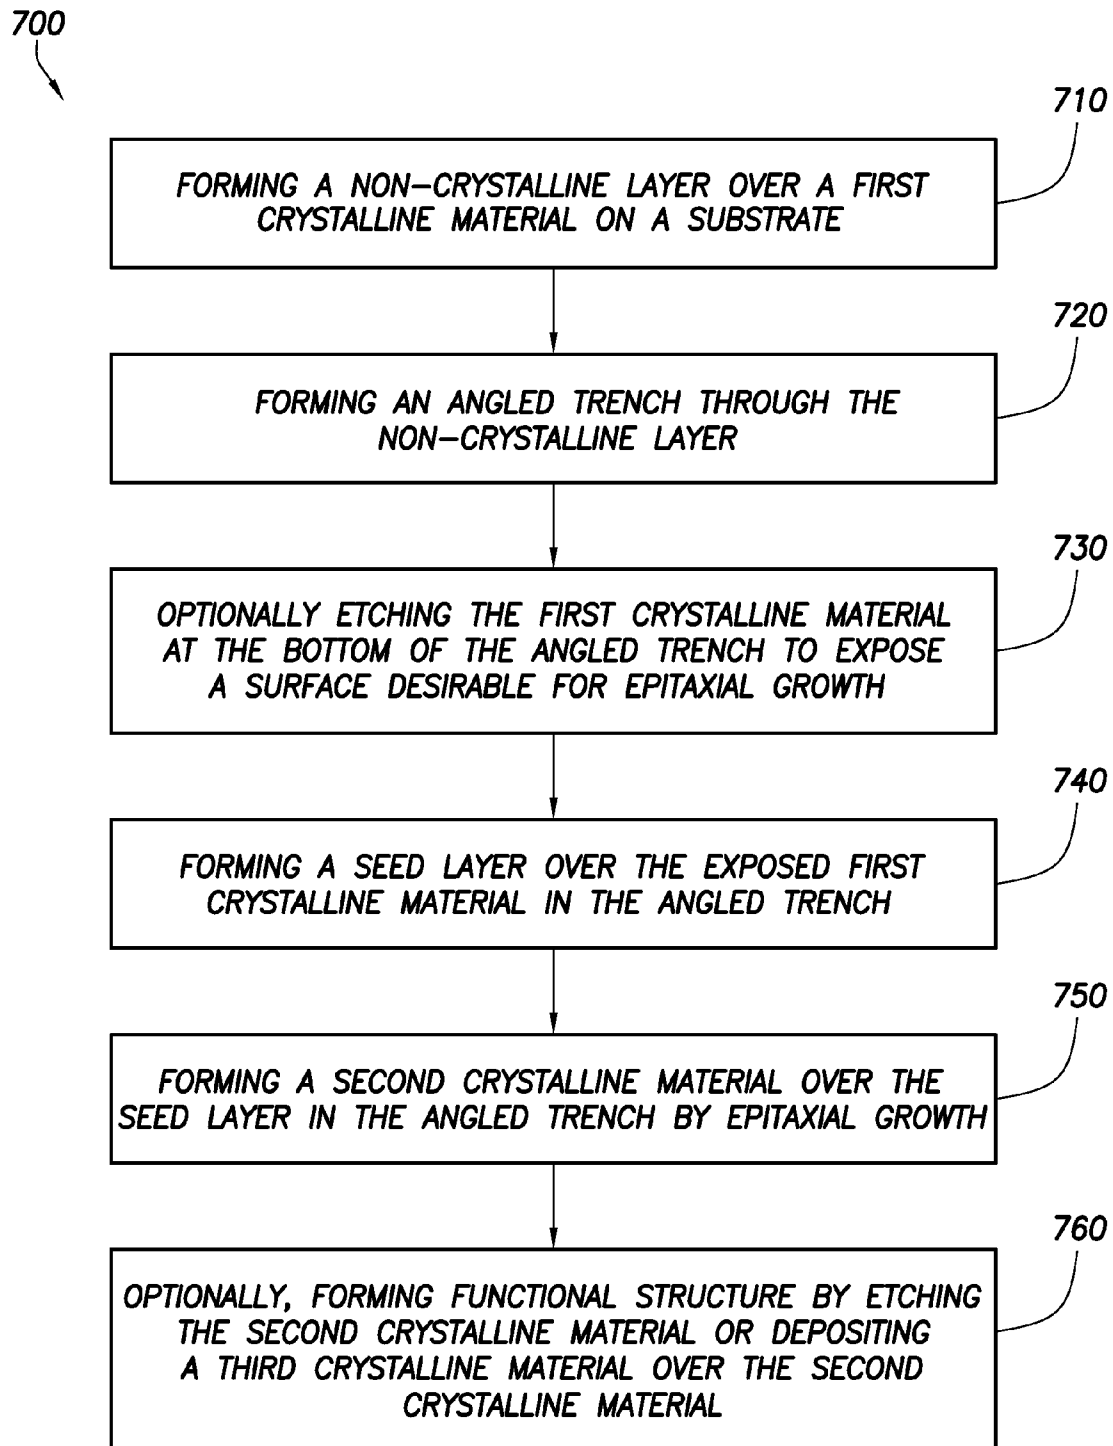 700
710
FORMING A NON-CRYSTALLINE LAYER OVER A FIRST
CRYSTALLINE MATERIAL ON A SUBSTRATE
720
FORMING AN ANGLED TRENCH THROUGH THE
NON-CRYSTALLINE LAYER
730
OPTIONALLY ETCHING THE FIRST CRYSTALLINE MATERIAL
AT THE BOTTOM OF THE ANGLED TRENCH TO EXPOSE
A SURFACE DESIRABLE FOR EPITAXIAL GROWTH
740
FORMING A SEED LAYER OVER THE EXPOSED FIRST
CRYSTALLINE MATERIAL IN THE ANGLED TRENCH
750
FORMING A SECOND CRYSTALLINE MATERIAL OVER THE
SEED LAYER IN THE ANGLED TRENCH BY EPITAXIAL GROWTH
760
OPTIONALLY, FORMING FUNCTIONAL STRUCTURE BY ETCHING
THE SECOND CRYSTALLINE MATERIAL OR DEPOSITING
A THIRD CRYSTALLINE MATERIAL OVER THE SECOND
CRYSTALLINE MATERIAL